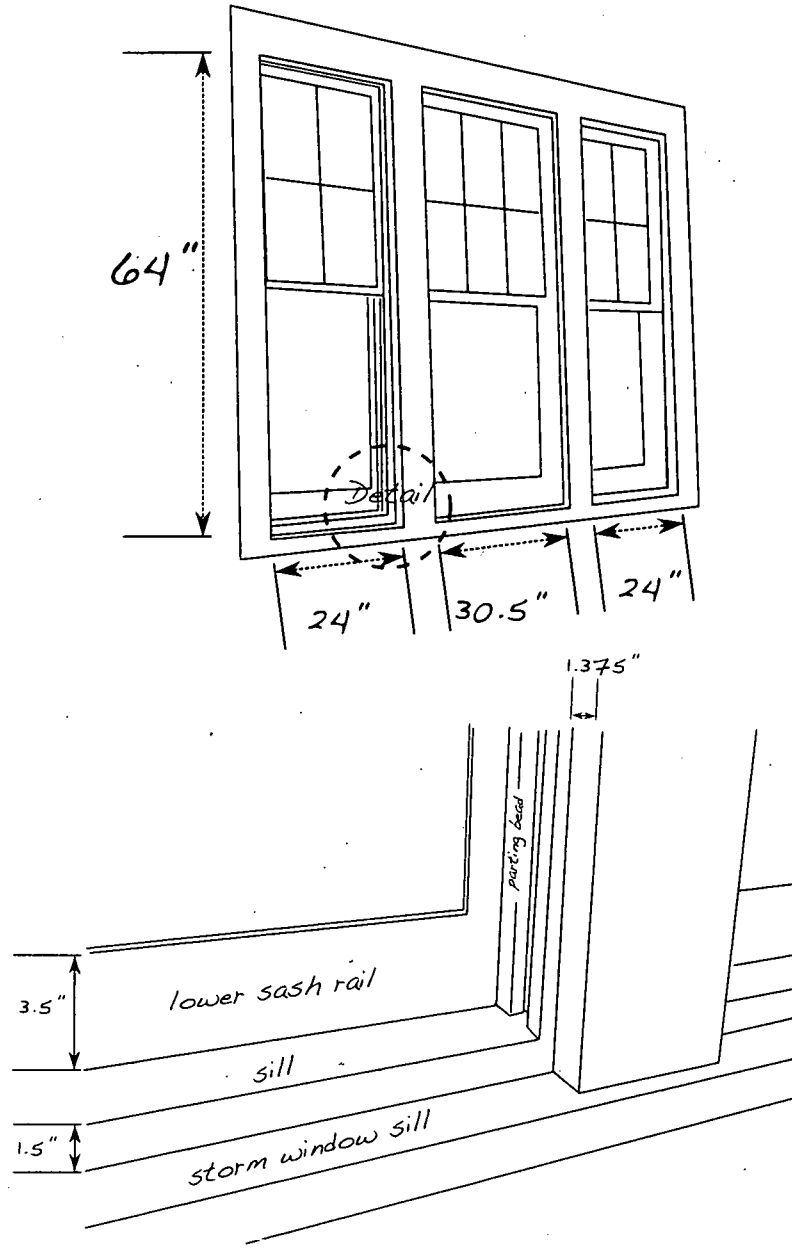 64"
Detail
24"
30.5"
24"
1.375"
parting bead
3.5"
lower sash rail
sill
1.5"
storm window sill